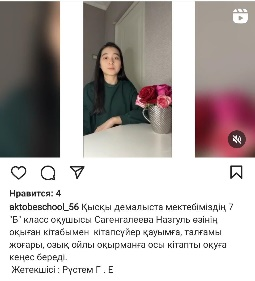 Нравится: 4
aktobeschool_56 Қысқы демалыста мектебіміздің 7
"Б" класс оқушысы Сагенгалеева Назгуль өзінің
оқыған кітабымен кітапсүйер қауымға, талғамы
жоғары, озық ойлы оқырманға осы кітапты оқуға
кеңес береді.
Жетекшісі : Рүстем Г . Е